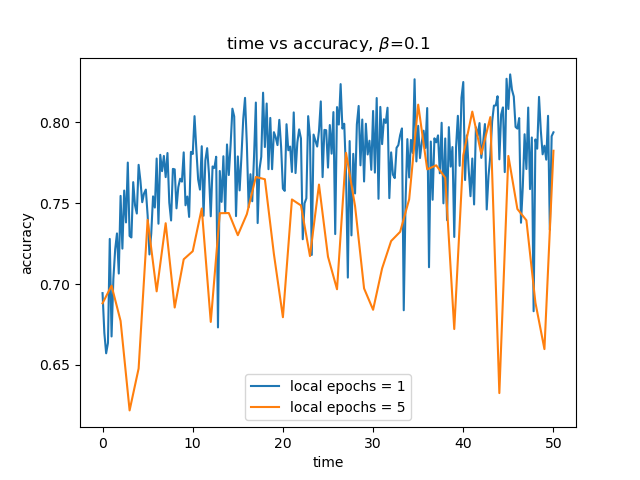 time vs accuracy, β=0.1
accuracy
0.80
0.75
0.70
0.65
local epochs = 1
local epochs = 5
0 10 20 30 40 50
time